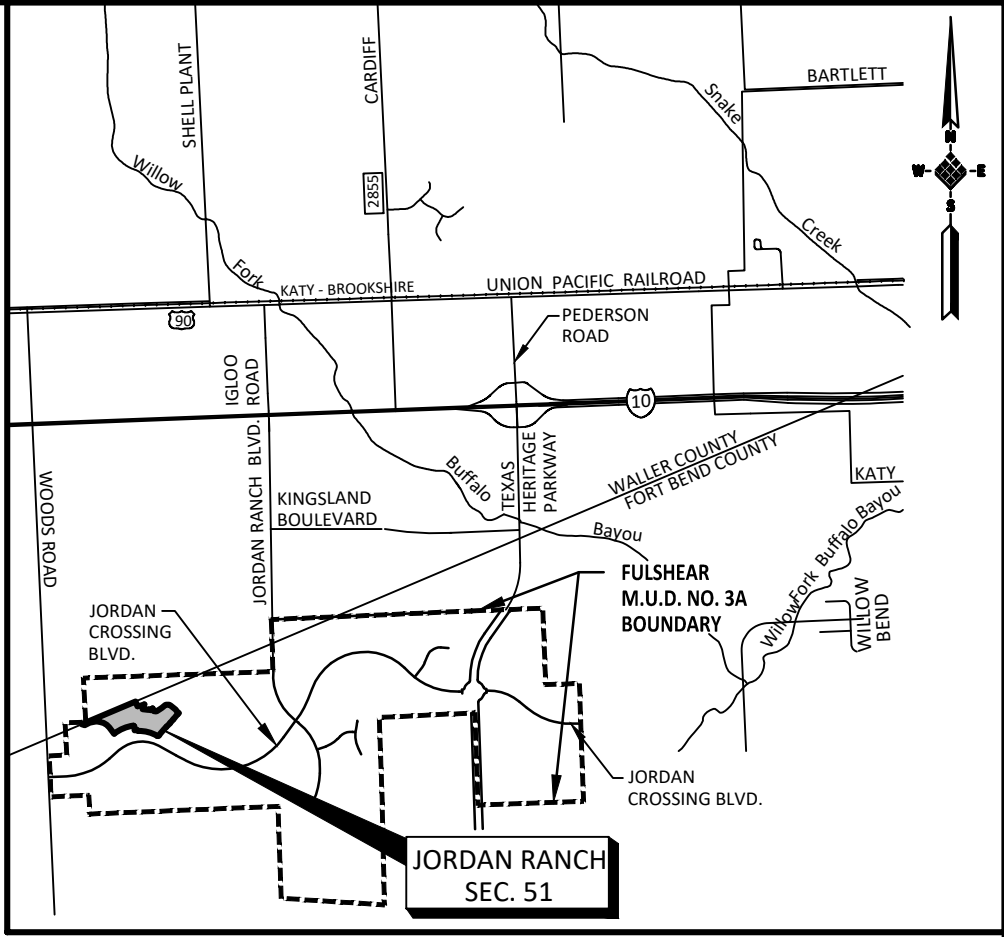 SHELL PLANT
CARDIFF
BARTLETT
Snake
N
W
E
S
Willow
2855
Creek
Fork
KATY - BROOKSHIRE
UNION PACIFIC RAILROAD
90
PEDERSON
ROAD
IGLOO
ROAD
10
WOODS ROAD
JORDAN RANCH BLVD.
KINGSLAND
BOULEVARD
Buffalo
TEXAS
HERITAGE
PARKWAY
WALLER COUNTY
FORT BEND COUNTY
KATY
Bayou
Willow Fork Buffalo Bayou
WILLOW
BEND
FULSHEAR
M.U.D. NO. 3A
BOUNDARY
JORDAN
CROSSING
BLVD.
JORDAN
CROSSING BLVD.
JORDAN RANCH
SEC. 51